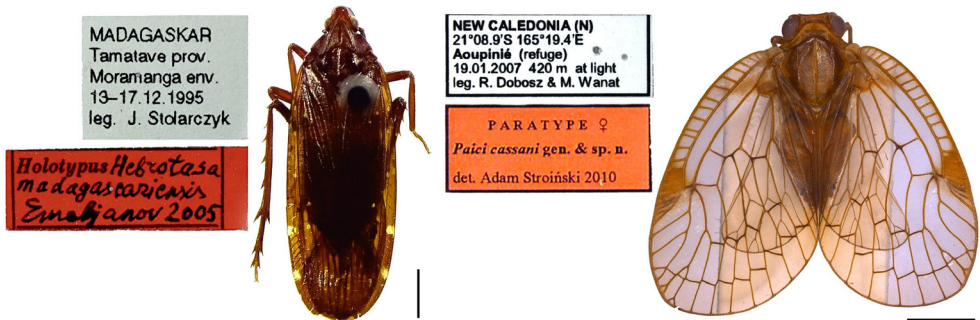 MADAGASKAR
Tamatave prov.
Moramanga env.
13–17.12.1995
leg. J. Stolarczyk
Holotypus Hebrotasa
madagascariensis
Emeljanov 2005
NEW CALEDONIA (N)
21°08.9'S 165°19.4'E
Aoupinié (refuge)
19.01.2007 420 m at light
leg. R. Dobosz & M. Wanat
PARATYPE ♀
Paici cassani gen. & sp. n.
det. Adam Stroiński 2010